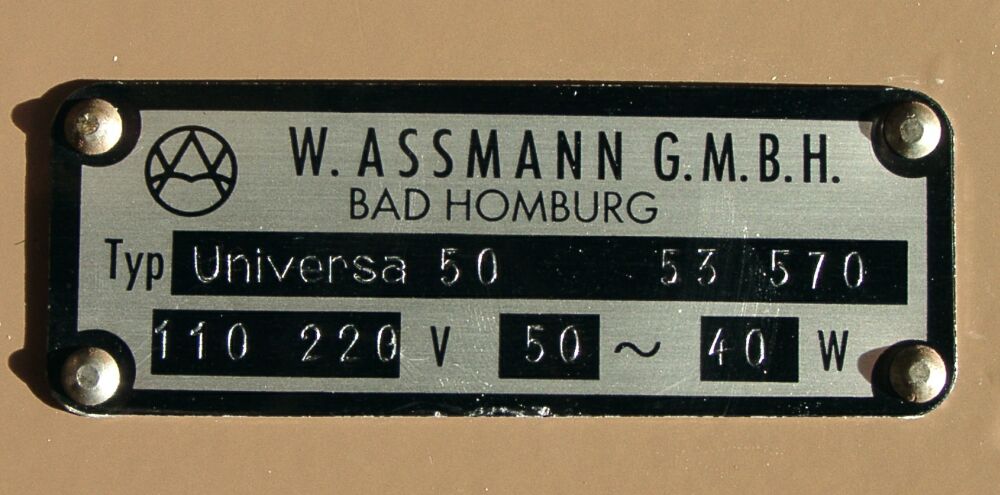 W. ASSMANN G.M.B.H.
BAD HOMBURG
Typ Universa 50 53 570
110 220 V 50 ~ 40 W